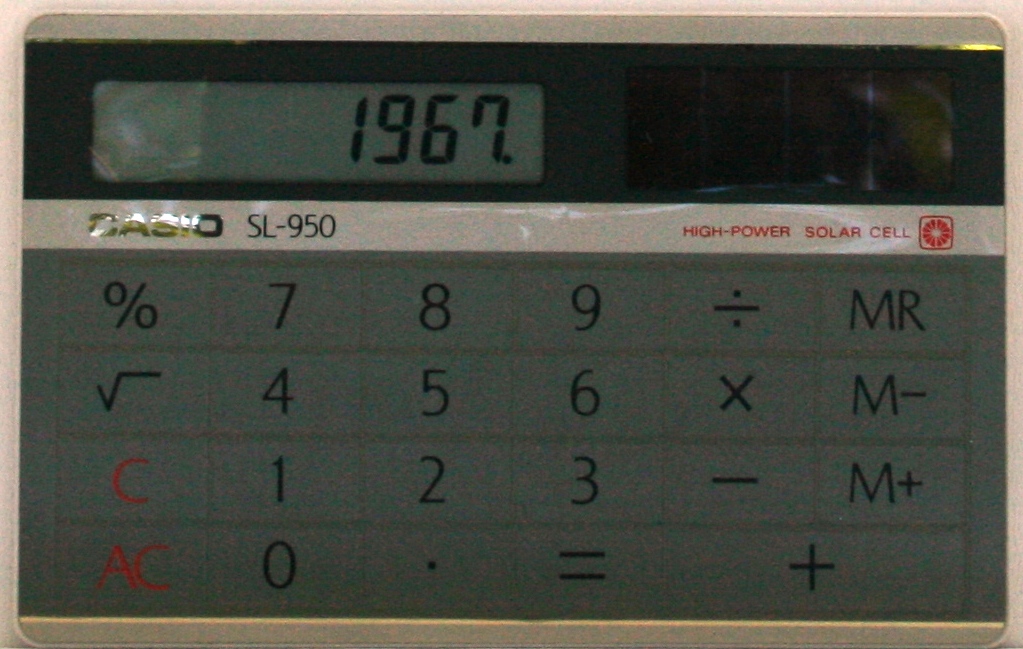 1967.
CASIO SL-950 HIGH-POWER SOLAR CELL
% 7 8 9 ÷ MR
√ 4 5 6 × M−
C 1 2 3 − M+
AC 0 · = +